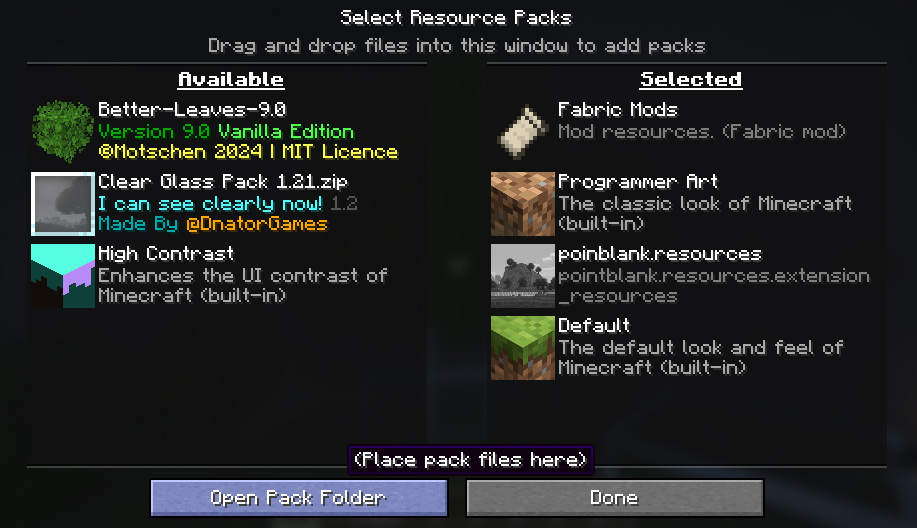 Select Resource Packs
Drag and drop files into this window to add packs
Available
Better-Leaves-9.0
Version 9.0 Vanilla Edition
©Motschen 2024 | MIT Licence
Clear Glass Pack 1.21.zip
I can see clearly now! 1.2
Made By @DnatorGames
High Contrast
Enhances the UI contrast of
Minecraft (built-in)
Selected
Fabric Mods
Mod resources. (Fabric mod)
Programmer Art
The classic look of Minecraft
(built-in)
poinblank.resources
pointblank.resources.extension
_resources
Default
The default look and feel of
Minecraft (built-in)
(Place pack files here)
Open Pack Folder
Done